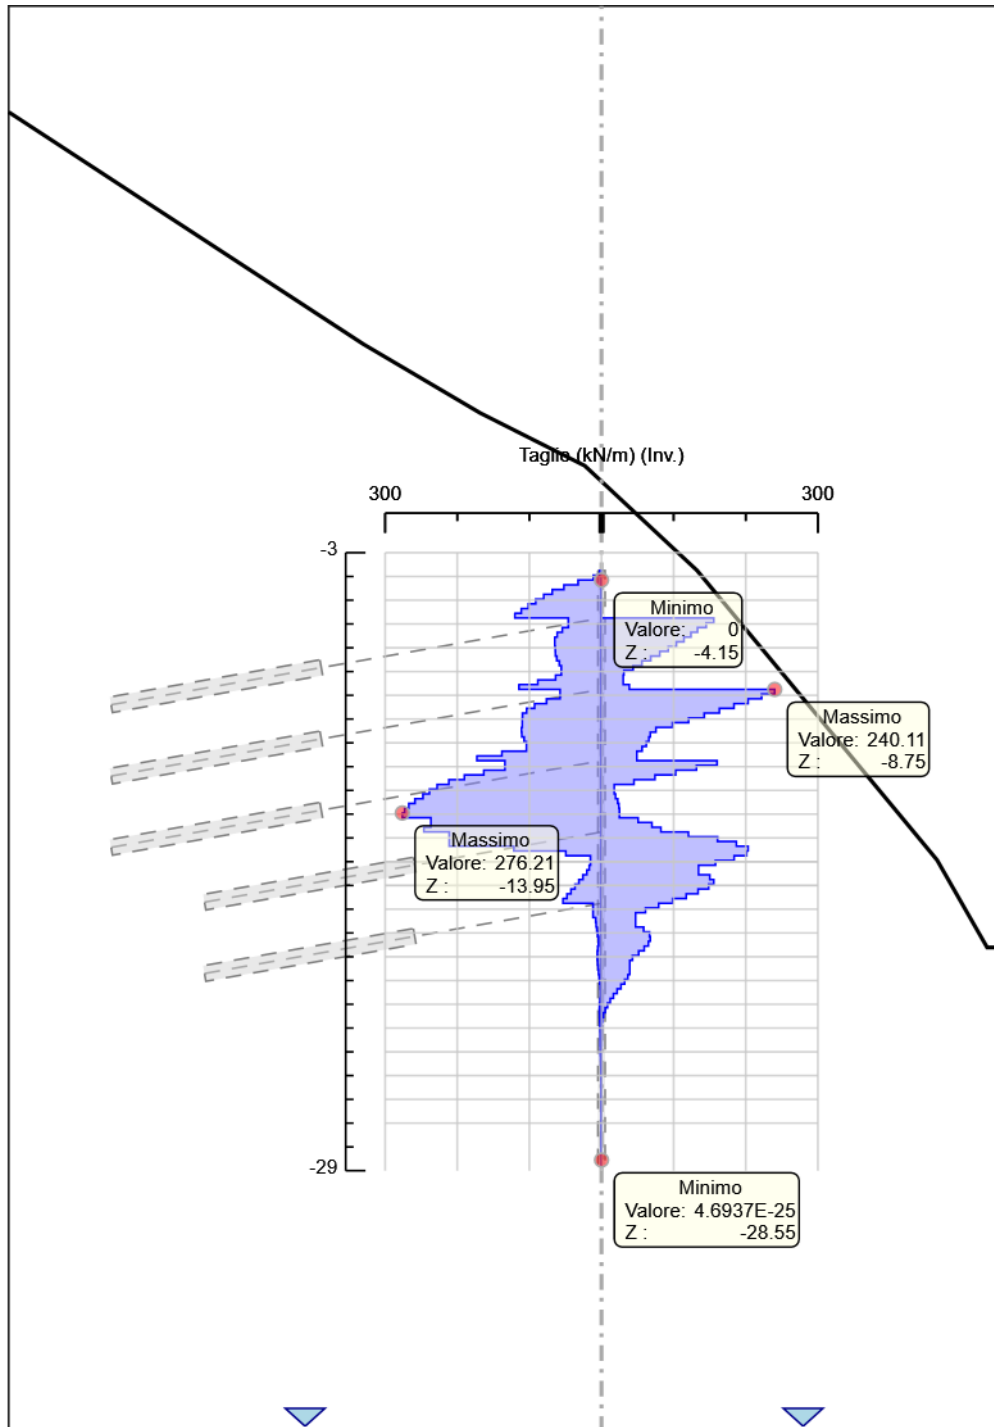 Taglio (kN/m) (Inv.)
300
300
-3
Minimo
Valore: 0
Z : -4.15
Massimo
Valore: 240.11
Z : -8.75
Massimo
Valore: 276.21
Z : -13.95
-29
Minimo
Valore: 4.6937E-25
Z : -28.55